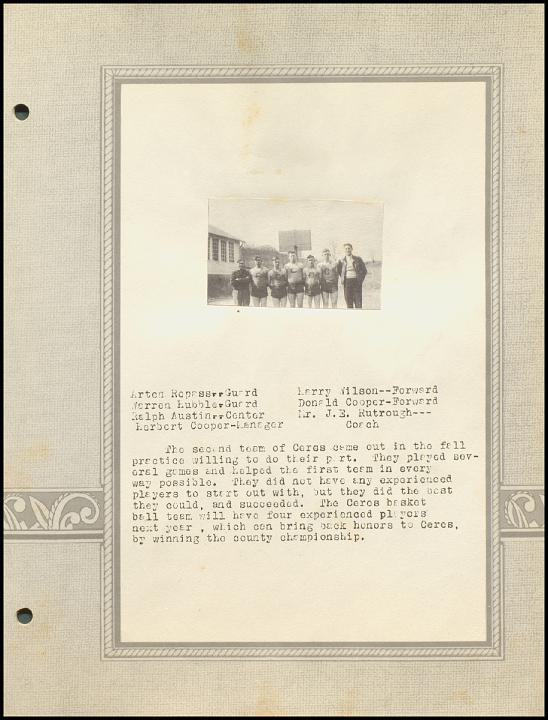 Arten Repass--Guard
Warren Hubble-Guard
Ralph Austin--Center
Herbert Cooper-Manager
Harry Wilson--Forward
Donald Cooper-Forward
Mr. J.E. Rutrough---
Coach
The second team of Ceres came out in the fall
practice willing to do their part. They played sev-
eral games and helped the first team in every
way possible. They did not have any experienced
players to start out with, but they did the best
they could, and succeeded. The Ceres basket
ball team will have four experienced players
next year , which can bring back honors to Ceres,
by winning the county championship.